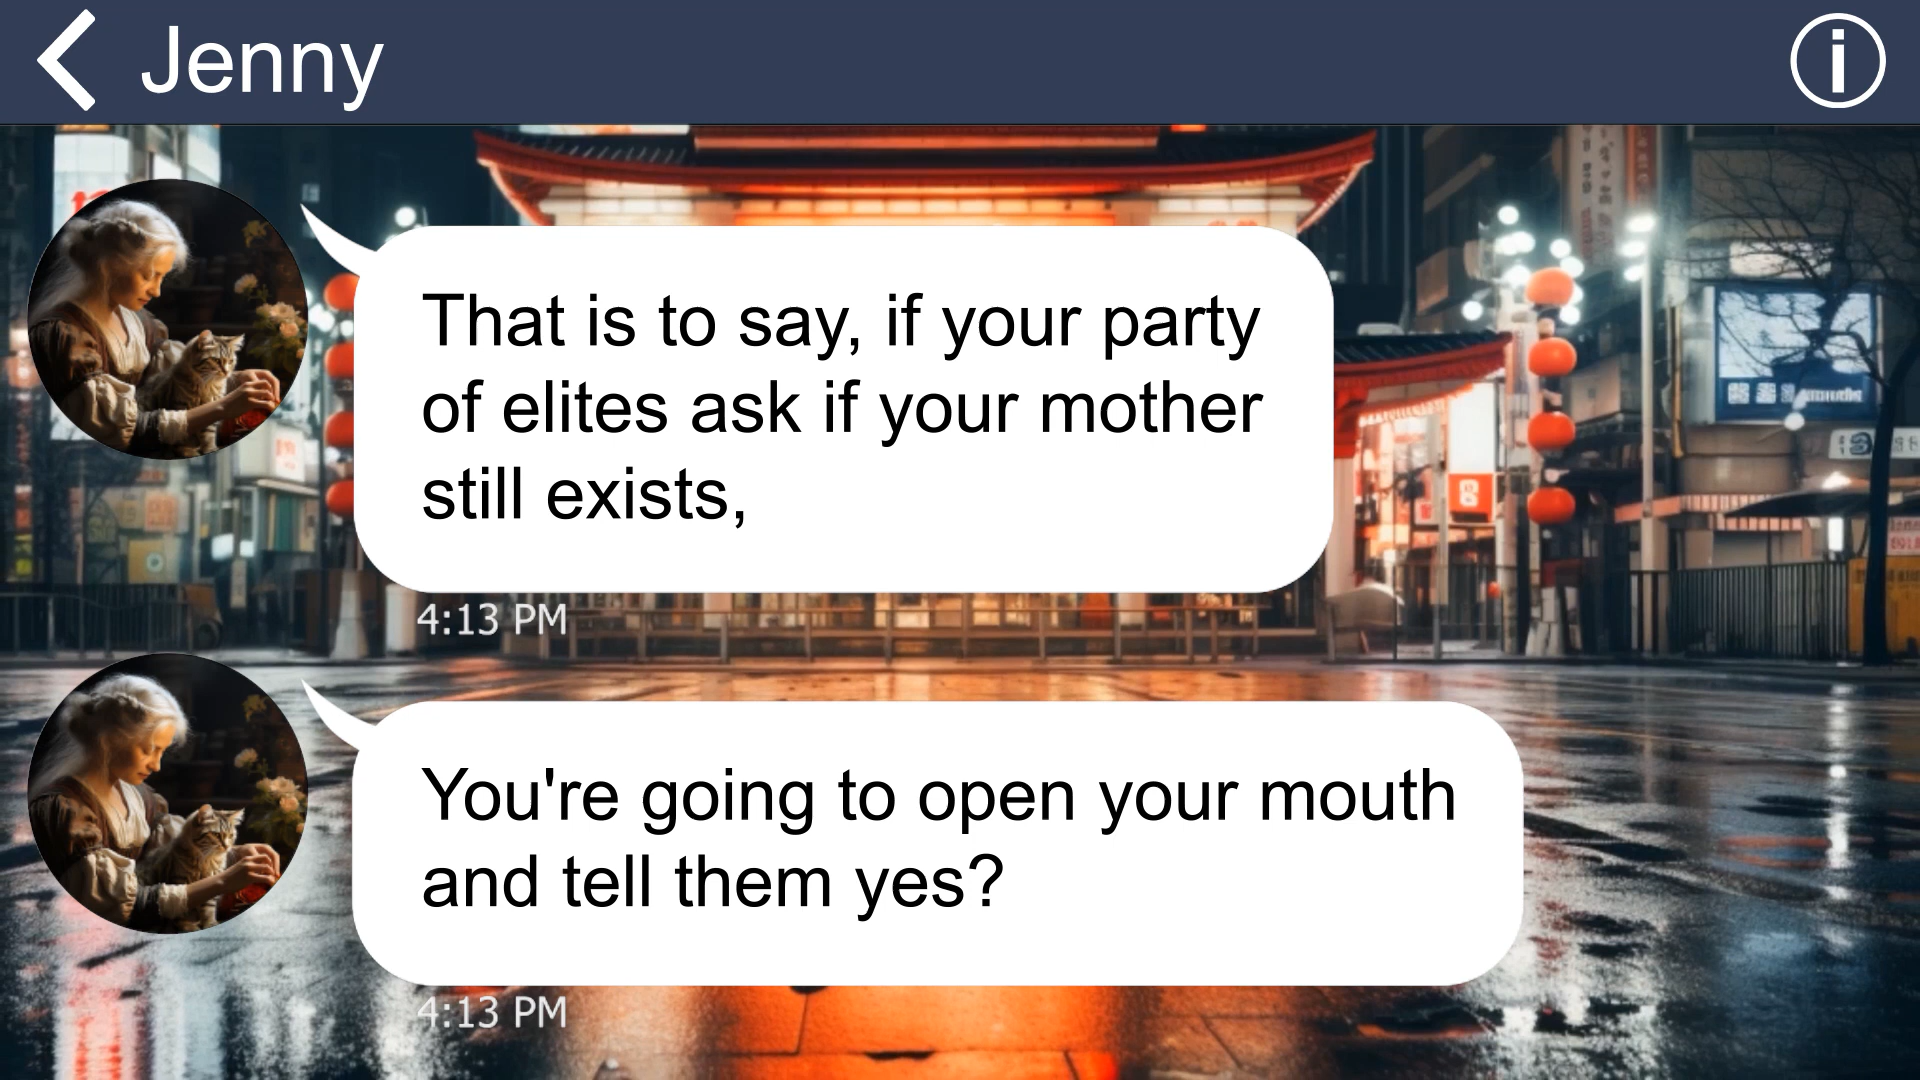 Jenny
That is to say, if your party
of elites ask if your mother
still exists,
4:13 PM
You're going to open your mouth
and tell them yes?
4:13 PM